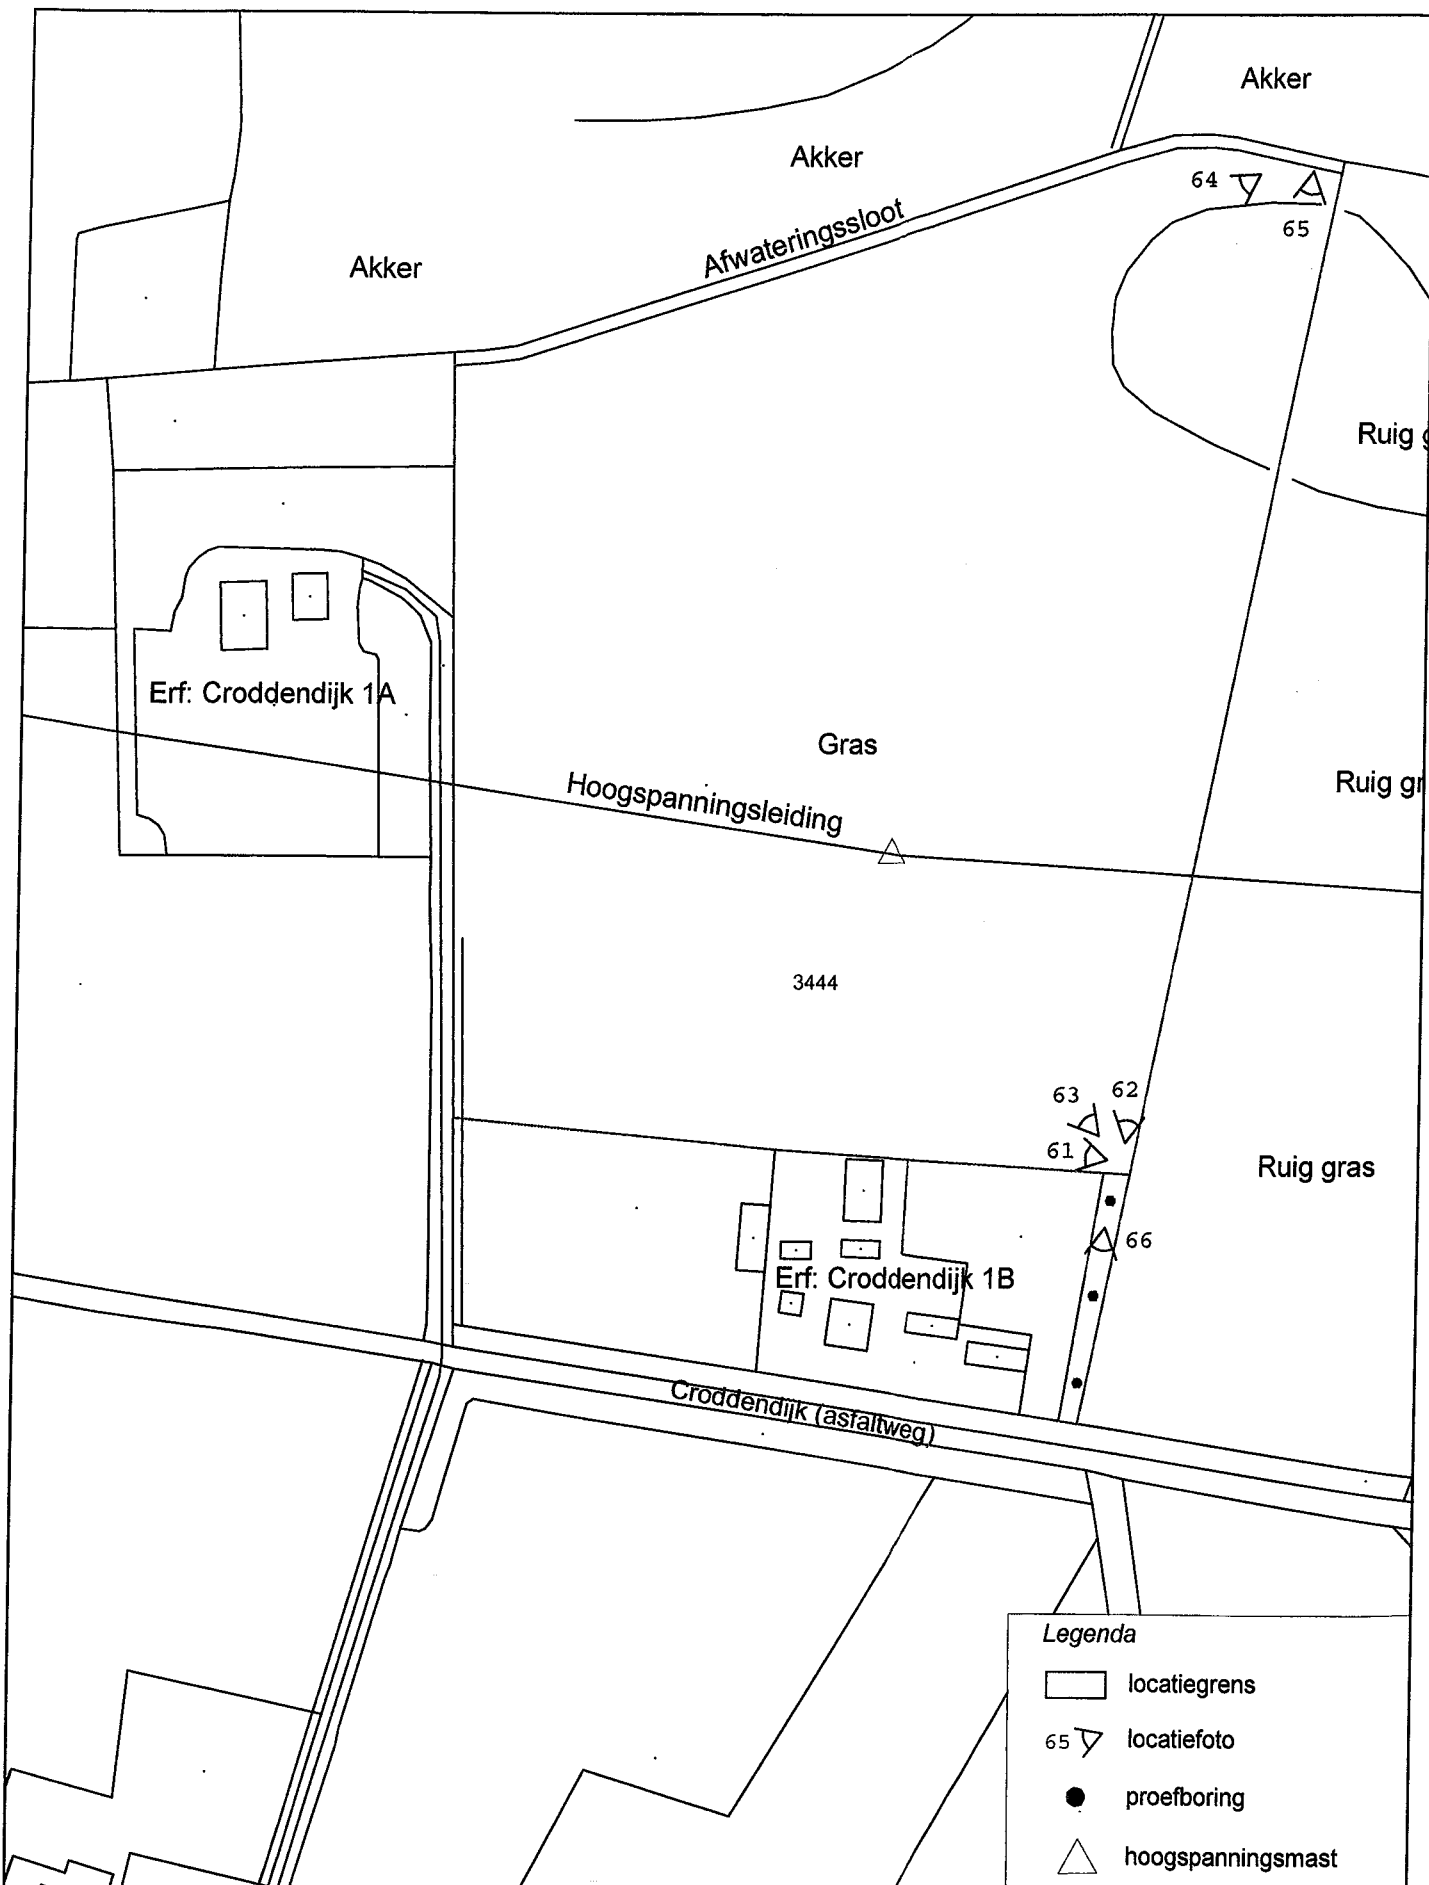 Akker
Akker
64
65
Afwateringssloot
Akker
Ruig
Erf: Croddendijk 1A
Gras
Ruig gr
Hoogspanningsleiding
3444
63
62
61
Ruig gras
66
Erf: Croddendijk 1B
Croddendijk (asfaltweg)
Legenda
locatiegrens
65 locatiefoto
proefboring
hoogspanningsmast